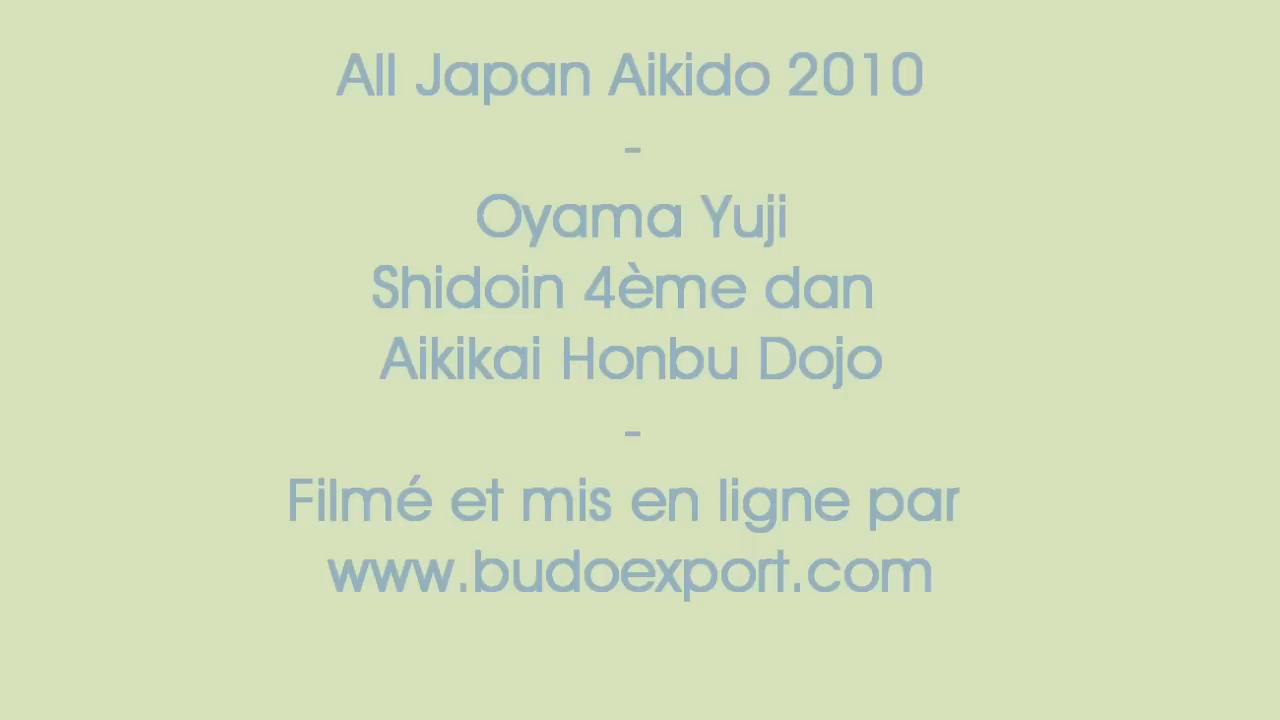 All Japan Aikido 2010
-
Oyama Yuji
Shidoin 4ème dan
Aikikai Honbu Dojo
-
Filmé et mis en ligne par
www.budoexport.com